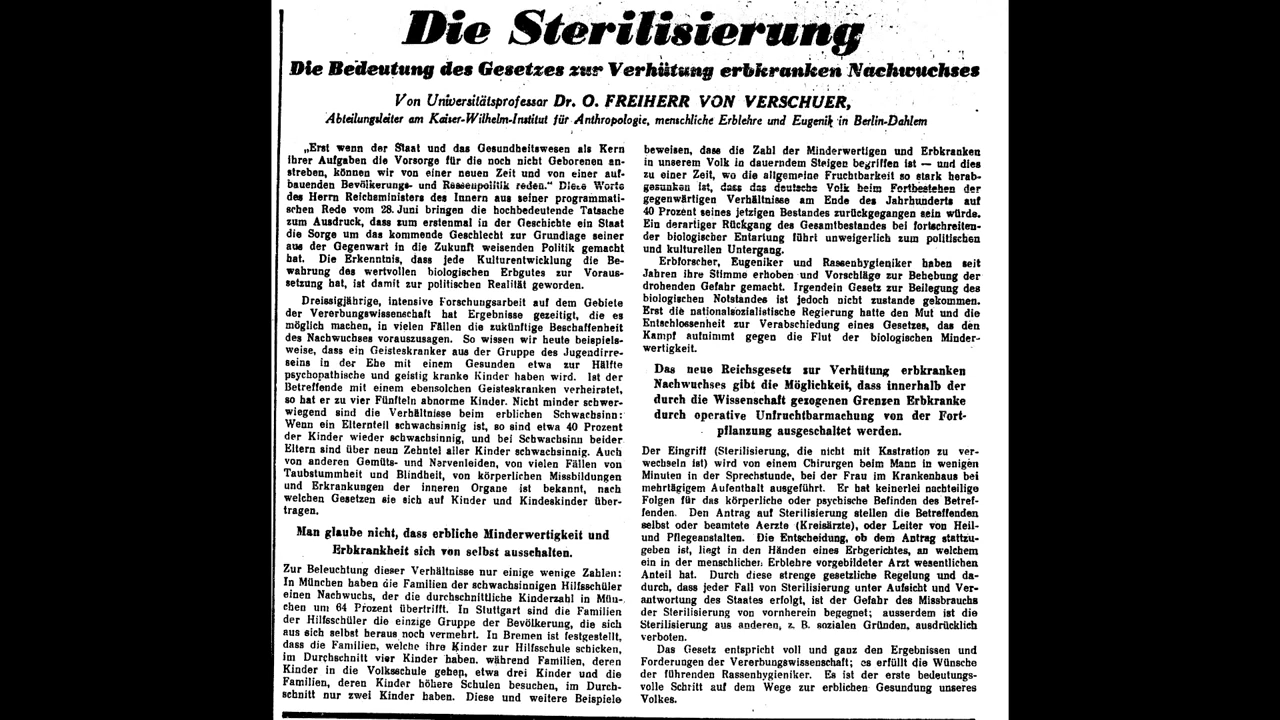 Die Sterilisierung
Die Bedeutung des Gesetzes zur Verhütung erbkranken Nachwuchses
Von Universitätsprofessor Dr. O. FREIHERR VON VERSCHUER,
Abteilungsleiter am Kaiser-Wilhelm-Institut für Anthropologie, menschliche Erblehre und Eugenik in Berlin-Dahlem
„Erst wenn der Staat und das Gesundheitswesen als Kern
ihrer Aufgaben die Vorsorge für die noch nicht Geborenen an-
streben, können wir von einer neuen Zeit und von einer auf-
bauenden Bevölkerungs- und Rassenpolitik reden." Diese Worte
des Herrn Reichsministers des Innern aus seiner programmati-
schen Rede vom 28. Juni bringen die hochbedeutende Tatsache
zum Ausdruck, dass zum erstenmal in der Geschichte ein Staat
die Sorge um das kommende Geschlecht zur Grundlage seiner
aus der Gegenwart in die Zukunft weisenden Politik gemacht
hat. Die Erkenntnis, dass jede Kulturentwicklung die Be-
wahrung des wertvollen biologischen Erbgutes zur Voraus-
setzung hat, ist damit zur politischen Realität geworden.
Dreissigjährige, intensive Forschungsarbeit auf dem Gebiete
der Vererbungswissenschaft hat Ergebnisse gezeitigt, die es
möglich machen, in vielen Fällen die zukünftige Beschaffenheit
des Nachwuchses vorauszusagen. So wissen wir heute beispiels-
weise, dass ein Geisteskranker aus der Gruppe des Jugendirre-
seins in der Ehe mit einem Gesunden etwa zur Hälfte
psychopathische und geistig kranke Kinder haben wird. Ist der
Betreffende mit einem ebensolchen Geisteskranken verheiratet,
so hat er zu vier Fünfteln abnorme Kinder. Nicht minder schwer-
wiegend sind die Verhältnisse beim erblichen Schwachsinn:
Wenn ein Elternteil schwachsinnig ist, so sind etwa 40 Prozent
der Kinder wieder schwachsinnig, und bei Schwachsinn beider
Eltern sind über neun Zehntel aller Kinder schwachsinnig. Auch
von anderen Gemüts- und Nervenleiden, von vielen Fällen von
Taubstummheit und Blindheit, von körperlichen Missbildungen
und Erkrankungen der inneren Organe ist bekannt, nach
welchen Gesetzen sie sich auf Kinder und Kindeskinder über-
tragen.
Man glaube nicht, dass erbliche Minderwertigkeit und
Erbkrankheit sich von selbst ausschalten.
Zur Beleuchtung dieser Verhältnisse nur einige wenige Zahlen:
In München haben die Familien der schwachsinnigen Hilfsschüler
einen Nachwuchs, der die durchschnittliche Kinderzahl in Mün-
chen um 64 Prozent übertrifft. In Stuttgart sind die Familien
der Hilfsschüler die einzige Gruppe der Bevölkerung, die sich
aus sich selbst heraus noch vermehrt. In Bremen ist festgestellt,
dass die Familien, welche ihre Kinder zur Hilfsschule schicken,
im Durchschnitt vier Kinder haben, während Familien, deren
Kinder in die Volksschule gehen, etwa drei Kinder und die
Familien, deren Kinder höhere Schulen besuchen, im Durch-
schnitt nur zwei Kinder haben. Diese und weitere Beispiele
beweisen, dass die Zahl der Minderwertigen und Erbkranken
in unserem Volk in dauerndem Steigen begriffen ist — und dies
zu einer Zeit, wo die allgemeine Fruchtbarkeit so stark herab-
gesunken ist, dass das deutsche Volk beim Fortbestehen der
gegenwärtigen Verhältnisse am Ende des Jahrhunderts auf
40 Prozent seines jetzigen Bestandes zurückgegangen sein würde.
Ein derartiger Rückgang des Gesamtbestandes bei fortschreiten-
der biologischer Entartung führt unweigerlich zum politischen
und kulturellen Untergang.
Erbforscher, Eugeniker und Rassenhygieniker haben seit
Jahren ihre Stimme erhoben und Vorschläge zur Behebung der
drohenden Gefahr gemacht. Irgendein Gesetz zur Beilegung des
biologischen Notstandes ist jedoch nicht zustande gekommen.
Erst die nationalsozialistische Regierung hatte den Mut und die
Entschlossenheit zur Verabschiedung eines Gesetzes, das den
Kampf aufnimmt gegen die Flut der biologischen Minder-
wertigkeit.
Das neue Reichsgesetz zur Verhütung erbkranken
Nachwuchses gibt die Möglichkeit, dass innerhalb der
durch die Wissenschaft gezogenen Grenzen Erbkranke
durch operative Unfruchtbarmachung von der Fort-
pflanzung ausgeschaltet werden.
Der Eingriff (Sterilisierung, die nicht mit Kastration zu ver-
wechseln ist) wird von einem Chirurgen beim Mann in wenigen
Minuten in der Sprechstunde, bei der Frau im Krankenhaus bei
mehrtägigem Aufenthalt ausgeführt. Er hat keinerlei nachteilige
Folgen für das körperliche oder psychische Befinden des Betref-
fenden. Den Antrag auf Sterilisierung stellen die Betreffenden
selbst oder beamtete Aerzte (Kreisärzte), oder Leiter von Heil-
und Pflegeanstalten. Die Entscheidung, ob dem Antrag stattzu-
geben ist, liegt in den Händen eines Erbgerichtes, an welchem
ein in der menschlichen Erblehre vorgebildeter Arzt wesentlichen
Anteil hat. Durch diese strenge gesetzliche Regelung und da-
durch, dass jeder Fall von Sterilisierung unter Aufsicht und Ver-
antwortung des Staates erfolgt, ist der Gefahr des Missbrauchs
der Sterilisierung von vornherein begegnet; ausserdem ist die
Sterilisierung aus anderen, z. B. sozialen Gründen, ausdrücklich
verboten.
Das Gesetz entspricht voll und ganz den Ergebnissen und
Forderungen der Vererbungswissenschaft; es erfüllt die Wünsche
der führenden Rassenhygieniker. Es ist der erste bedeutungs-
volle Schritt auf dem Wege zur erblichen Gesundung unseres
Volkes.